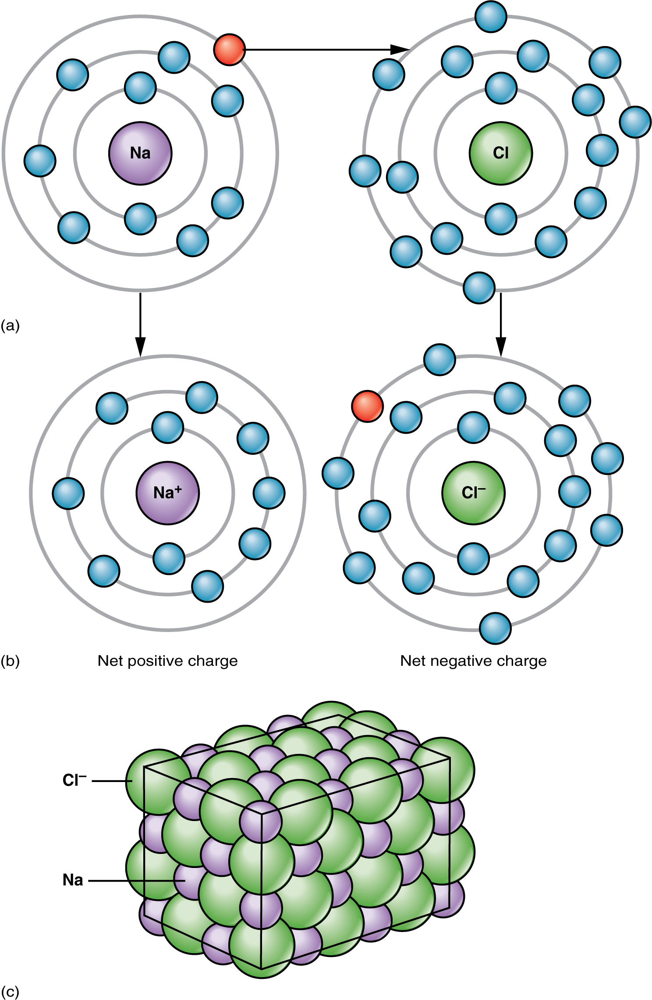 Na
Cl
(a)
Na⁺
Cl⁻
(b) Net positive charge Net negative charge
Cl⁻
Na
(c)